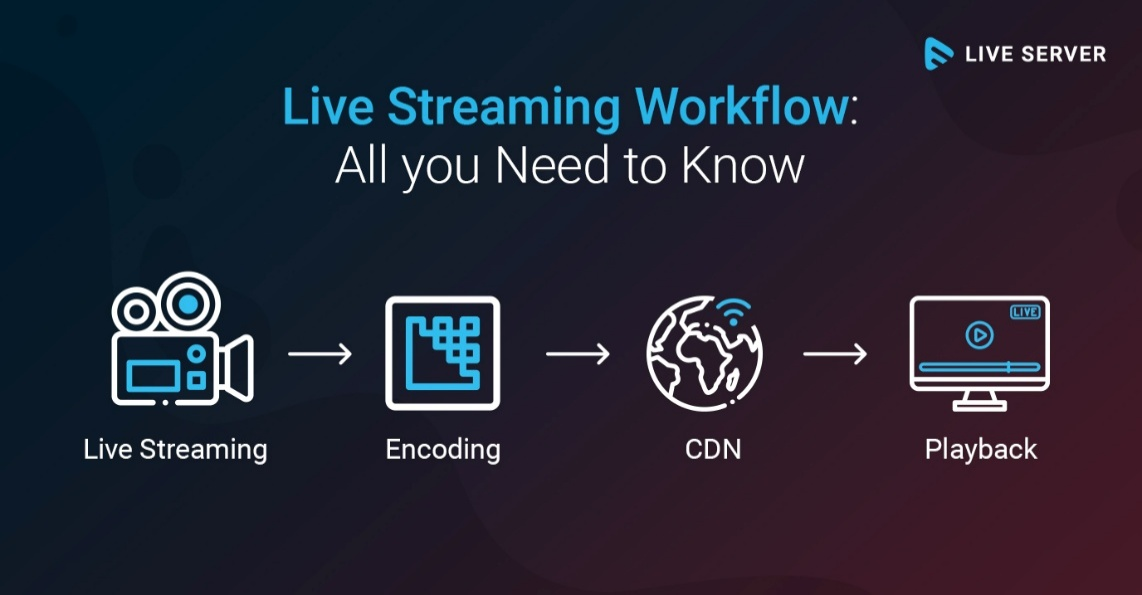 LIVE SERVER
Live Streaming Workflow:
All you Need to Know
LIVE
Live Streaming
Encoding
CDN
Playback